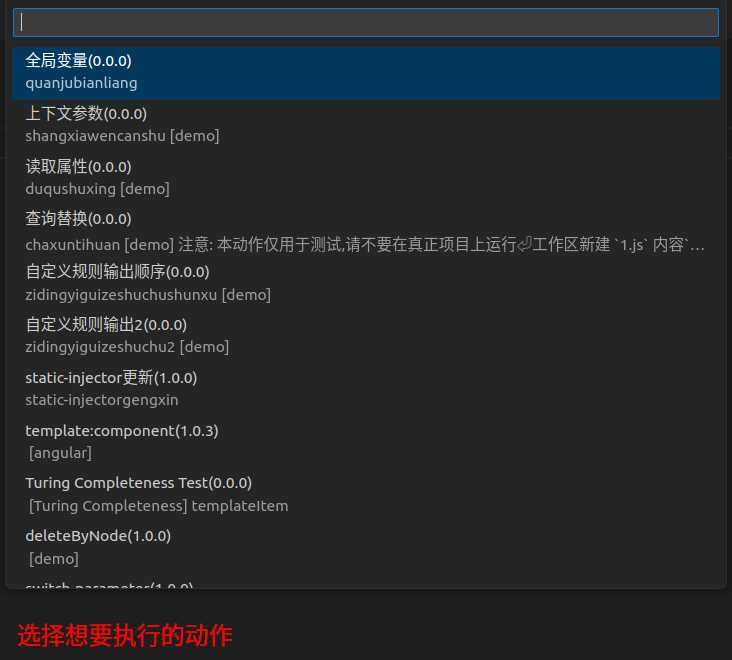 全局变量(0.0.0)
quanjubianliang
上下文参数(0.0.0)
shangxiawencanshu [demo]
读取属性(0.0.0)
duqushuxing [demo]
查询替换(0.0.0)
chaxuntihuan [demo] 注意: 本动作仅用于测试,请不要在真正项目上运行⏎工作区新建 `1.js` 内容`…
自定义规则输出顺序(0.0.0)
zidingyiguizeshuchushunxu [demo]
自定义规则输出2(0.0.0)
zidingyiguizeshuchu2 [demo]
static-injector更新(1.0.0)
static-injectorgengxin
template:component(1.0.3)
[angular]
Turing Completeness Test(0.0.0)
[Turing Completeness] templateItem
deleteByNode(1.0.0)
[demo]
switch-parameter(1.0.0)
选择想要执行的动作